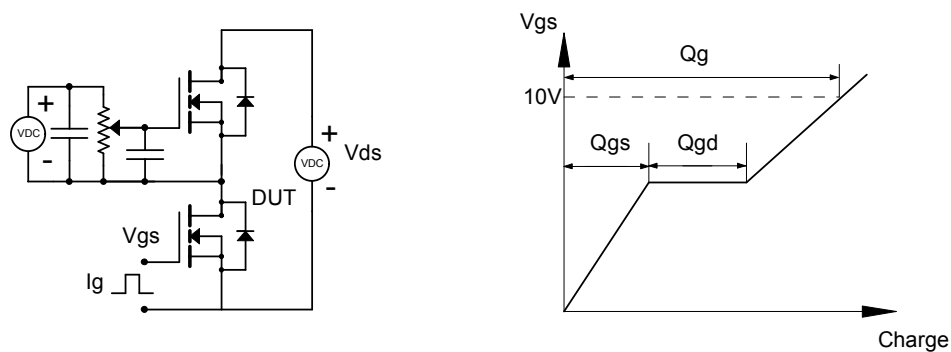 +
VDC
-
+
VDC
-
Vds
DUT
Vgs
Ig
Vgs
Qg
10V
Qgs
Qgd
Charge